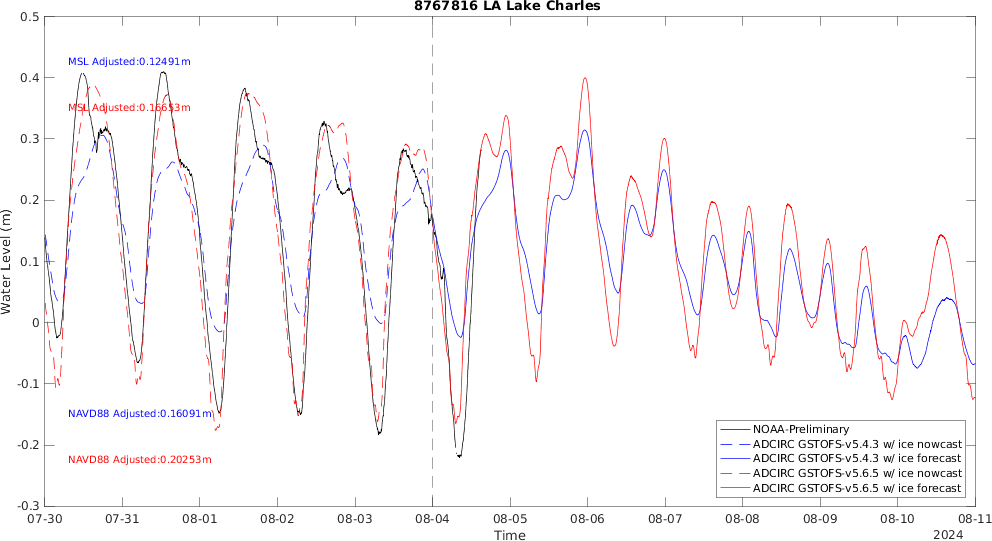 8767816 LA Lake Charles
0.5
0.4
0.3
0.2
0.1
0
-0.1
-0.2
-0.3
Water Level (m)
MSL Adjusted:0.12491m
MSL Adjusted:0.16653m
NAVD88 Adjusted:0.16091m
NAVD88 Adjusted:0.20253m
NOAA-Preliminary
ADCIRC GSTOFS-v5.4.3 w/ ice nowcast
ADCIRC GSTOFS-v5.4.3 w/ ice forecast
ADCIRC GSTOFS-v5.6.5 w/ ice nowcast
ADCIRC GSTOFS-v5.6.5 w/ ice forecast
07-30 07-31 08-01 08-02 08-03 08-04 08-05 08-06 08-07 08-08 08-09 08-10 08-11
Time
2024